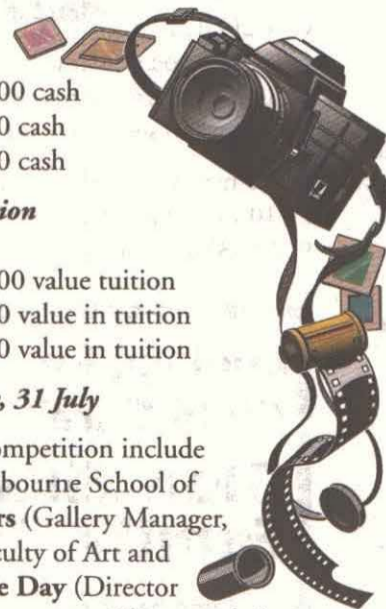 00 cash
0 cash
0 cash
ion
00 value tuition
0 value in tuition
0 value in tuition
, 31 July
ompetition include
bourne School of
rs (Gallery Manager,
culty of Art and
e Day (Director